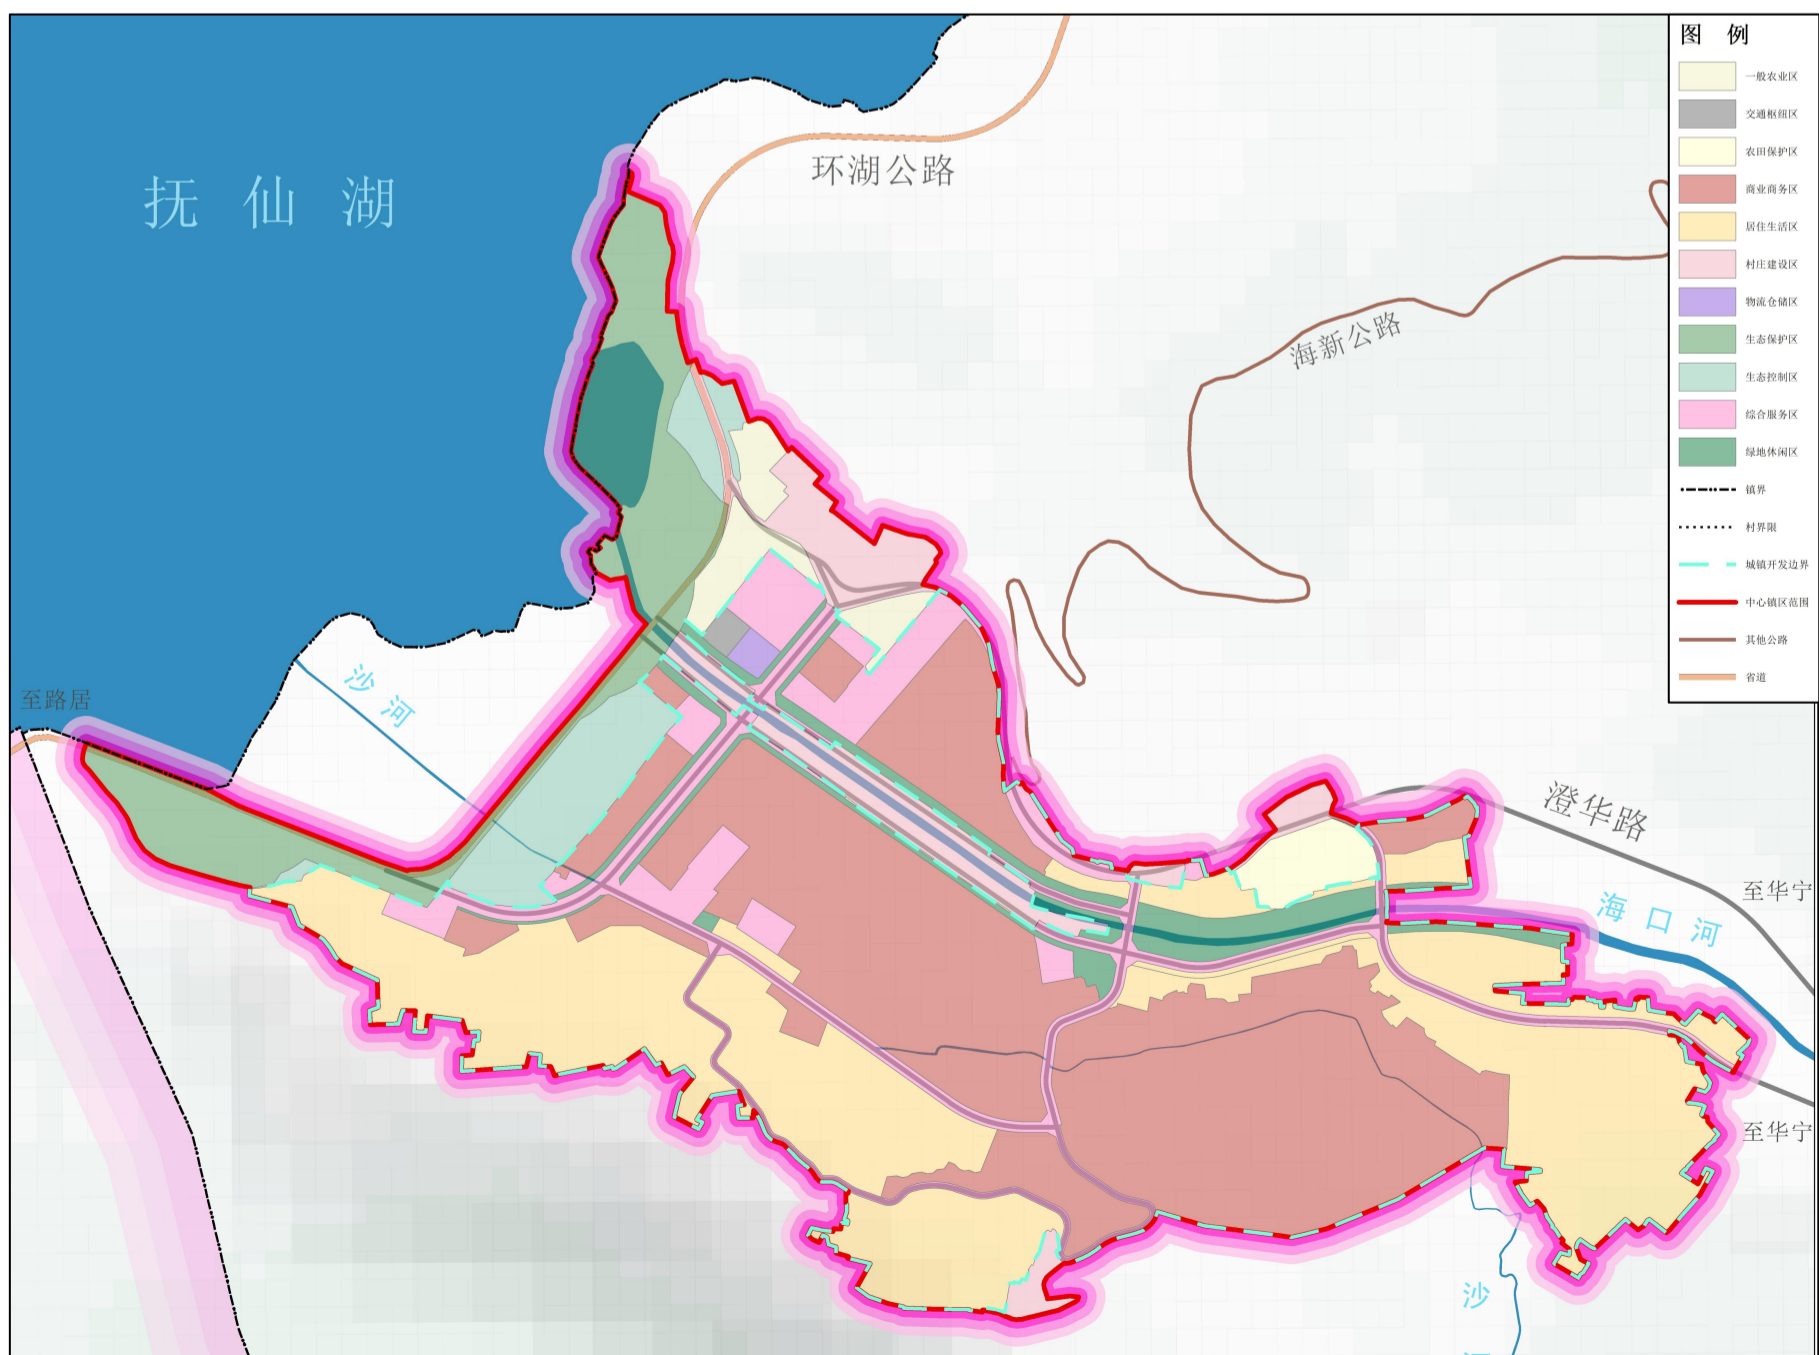 抚仙湖
环湖公路
海新公路
沙河
至路居
澄华路
至华宁
海口河
至华宁
沙
图 例
一般农业区
交通枢纽区
农田保护区
商业商务区
居住生活区
村庄建设区
物流仓储区
生态保护区
生态控制区
综合服务区
绿地休闲区
镇界
村界限
城镇开发边界
中心镇区范围
其他公路
省道